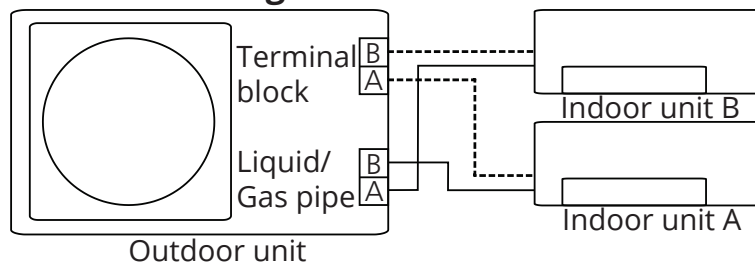 g
Terminal B
block A
Indoor unit B
Liquid/ B
Gas pipe A
Indoor unit A
Outdoor unit